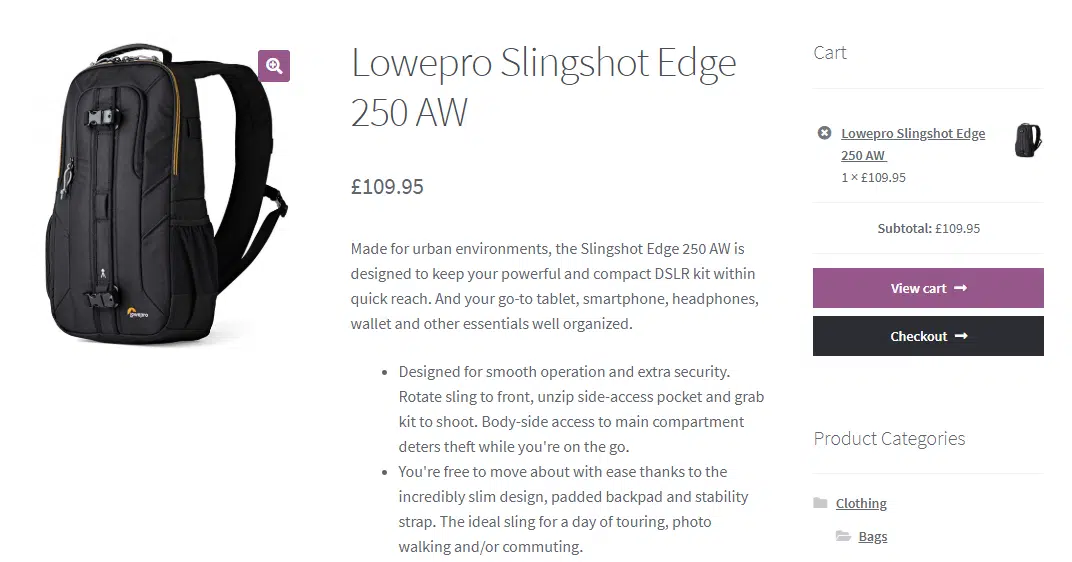 Lowepro Slingshot Edge
250 AW
£109.95
Made for urban environments, the Slingshot Edge 250 AW is
designed to keep your powerful and compact DSLR kit within
quick reach. And your go-to tablet, smartphone, headphones,
wallet and other essentials well organized.
• Designed for smooth operation and extra security.
Rotate sling to front, unzip side-access pocket and grab
kit to shoot. Body-side access to main compartment
deters theft while you're on the go.
• You're free to move about with ease thanks to the
incredibly slim design, padded backpad and stability
strap. The ideal sling for a day of touring, photo
walking and/or commuting.
Cart
Lowepro Slingshot Edge
250 AW
1 × £109.95
Subtotal: £109.95
View cart →
Checkout →
Product Categories
Clothing
Bags
lowepro